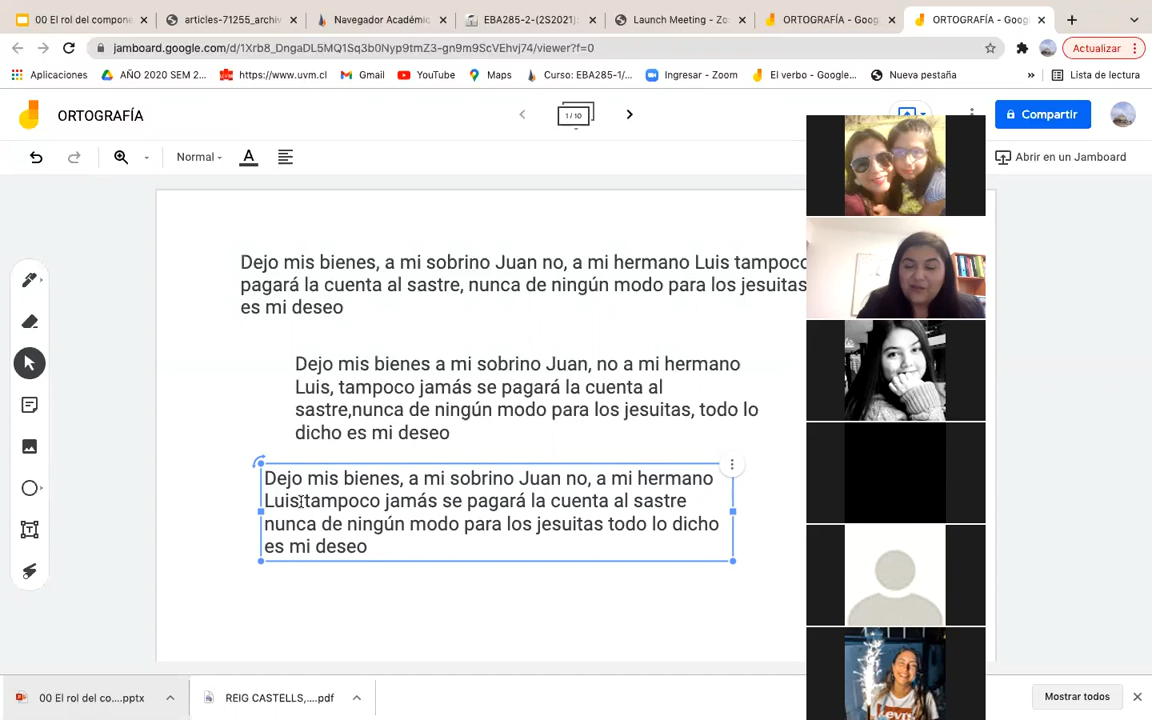 00 El rol del compone
articles-71255_archiv
Navegador Académic
EBA285-2-(2S2021):
Launch Meeting - Zo
ORTOGRAFÍA - Goog
ORTOGRAFÍA - Googl
jamboard.google.com/d/1Xrb8_DngaDL5MQ1Sq3b0Nyp9tmZ3-gn9m9ScVEhvj74/viewer?f=0
Actualizar
Aplicaciones
AÑO 2020 SEM 2...
https://www.uvm.cl
Gmail
YouTube
Maps
Curso: EBA285-1/...
Ingresar - Zoom
El verbo - Google...
Nueva pestaña
»
Lista de lectura
ORTOGRAFÍA
1/10
Compartir
Normal
A
Abrir en un Jamboard
Dejo mis bienes, a mi sobrino Juan no, a mi hermano Luis tampoco
pagará la cuenta al sastre, nunca de ningún modo para los jesuitas
es mi deseo
Dejo mis bienes a mi sobrino Juan, no a mi hermano
Luis, tampoco jamás se pagará la cuenta al
sastre,nunca de ningún modo para los jesuitas, todo lo
dicho es mi deseo
Dejo mis bienes, a mi sobrino Juan no, a mi hermano
Luis tampoco jamás se pagará la cuenta al sastre
nunca de ningún modo para los jesuitas todo lo dicho
es mi deseo
00 El rol del co....pptx
REIG CASTELLS,....pdf
Mostrar todos